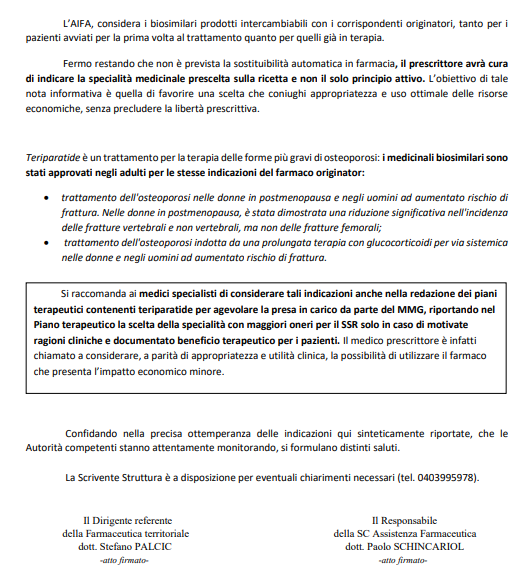 L'AIFA, considera i biosimilari prodotti intercambiabili con i corrispondenti originatori, tanto per i
pazienti avviati per la prima volta al trattamento quanto per quelli già in terapia.
Fermo restando che non è prevista la sostituibilità automatica in farmacia, il prescrittore avrà cura
di indicare la specialità medicinale prescelta sulla ricetta e non il solo principio attivo. L'obiettivo di tale
nota informativa è quella di favorire una scelta che coniughi appropriatezza e uso ottimale delle risorse
economiche, senza precludere la libertà prescrittiva.
Teriparatide è un trattamento per la terapia delle forme più gravi di osteoporosi: i medicinali biosimilari sono
stati approvati negli adulti per le stesse indicazioni del farmaco originator:
• trattamento dell'osteoporosi nelle donne in postmenopausa e negli uomini ad aumentato rischio di
frattura. Nelle donne in postmenopausa, è stata dimostrata una riduzione significativa nell'incidenza
delle fratture vertebrali e non vertebrali, ma non delle fratture femorali;
• trattamento dell'osteoporosi indotta da una prolungata terapia con glucocorticoidi per via sistemica
nelle donne e negli uomini ad aumentato rischio di frattura.
Si raccomanda ai medici specialisti di considerare tali indicazioni anche nella redazione dei piani
terapeutici contenenti teriparatide per agevolare la presa in carico da parte del MMG, riportando nel
Piano terapeutico la scelta della specialità con maggiori oneri per il SSR solo in caso di motivate
ragioni cliniche e documentato beneficio terapeutico per i pazienti. Il medico prescrittore è infatti
chiamato a considerare, a parità di appropriatezza e utilità clinica, la possibilità di utilizzare il farmaco
che presenta l'impatto economico minore.
Confidando nella precisa ottemperanza delle indicazioni qui sinteticamente riportate, che le
Autorità competenti stanno attentamente monitorando, si formulano distinti saluti.
La Scrivente Struttura è a disposizione per eventuali chiarimenti necessari (tel. 0403995978).
Il Dirigente referente
della Farmaceutica territoriale
dott. Stefano PALCIC
-atto firmato-
Il Responsabile
della SC Assistenza Farmaceutica
dott. Paolo SCHINCARIOL
-atto firmato-